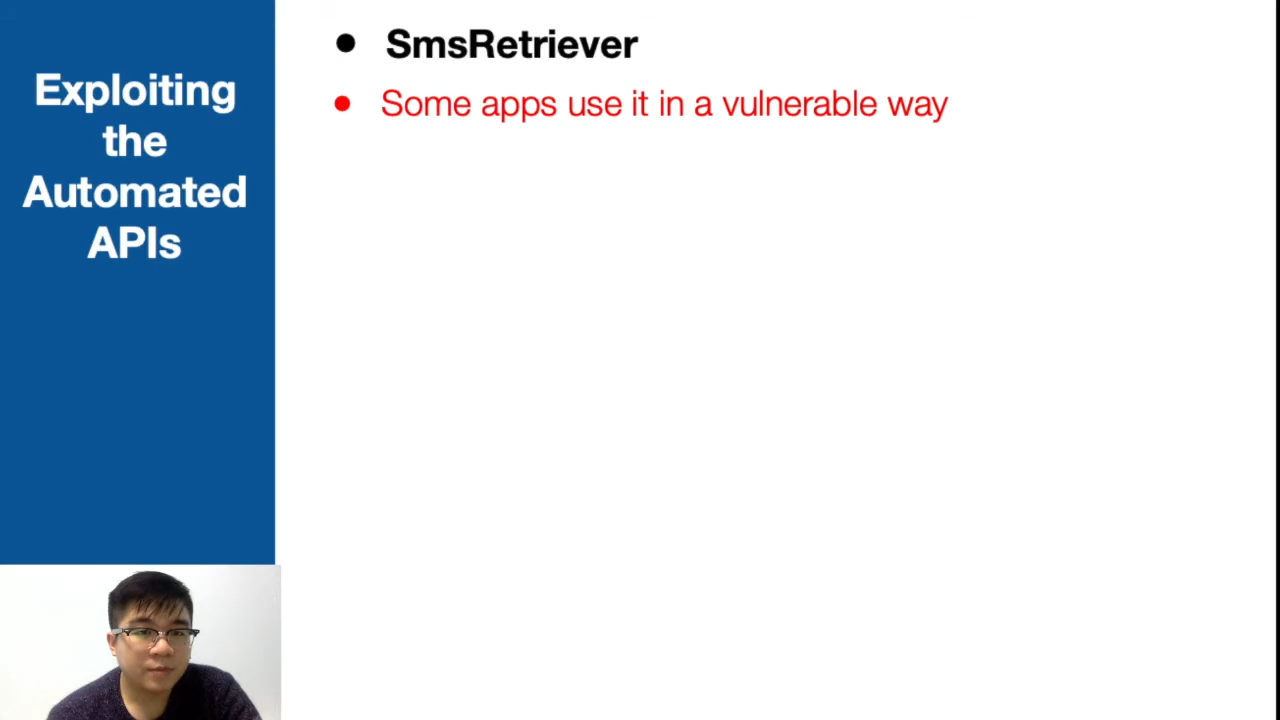 Exploiting
the
Automated
APIs
● SmsRetriever
● Some apps use it in a vulnerable way